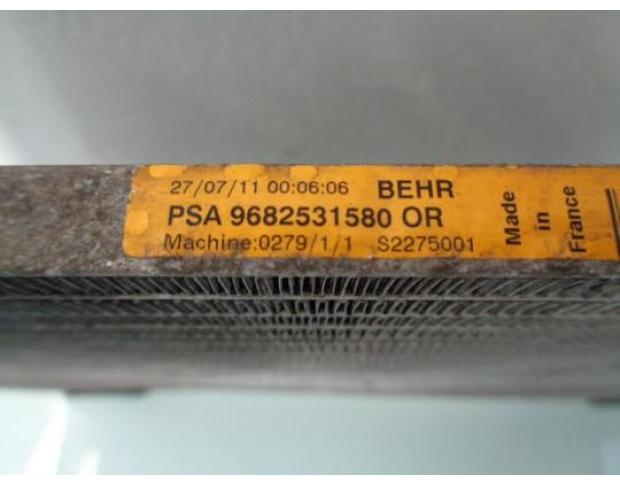 27/07/11 00:06:06 BEHR
PSA 9682531580 OR
Machine:0279/1/1 S2275001
Made
in
France